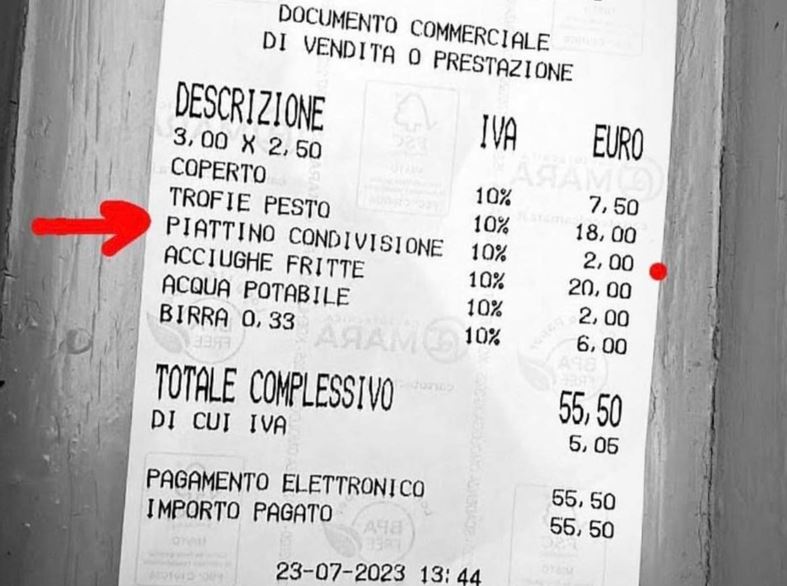 DOCUMENTO COMMERCIALE
DI VENDITA O PRESTAZIONE
DESCRIZIONE IVA EURO
3,00 X 2,50
COPERTO 10% 7,50
TROFIE PESTO 10% 18,00
PIATTINO CONDIVISIONE 10% 2,00
ACCIUGHE FRITTE 10% 20,00
ACQUA POTABILE 10% 2,00
BIRRA 0,33 10% 6,00
TOTALE COMPLESSIVO 55,50
DI CUI IVA 5,05
PAGAMENTO ELETTRONICO 55,50
IMPORTO PAGATO 55,50
23-07-2023 13:44